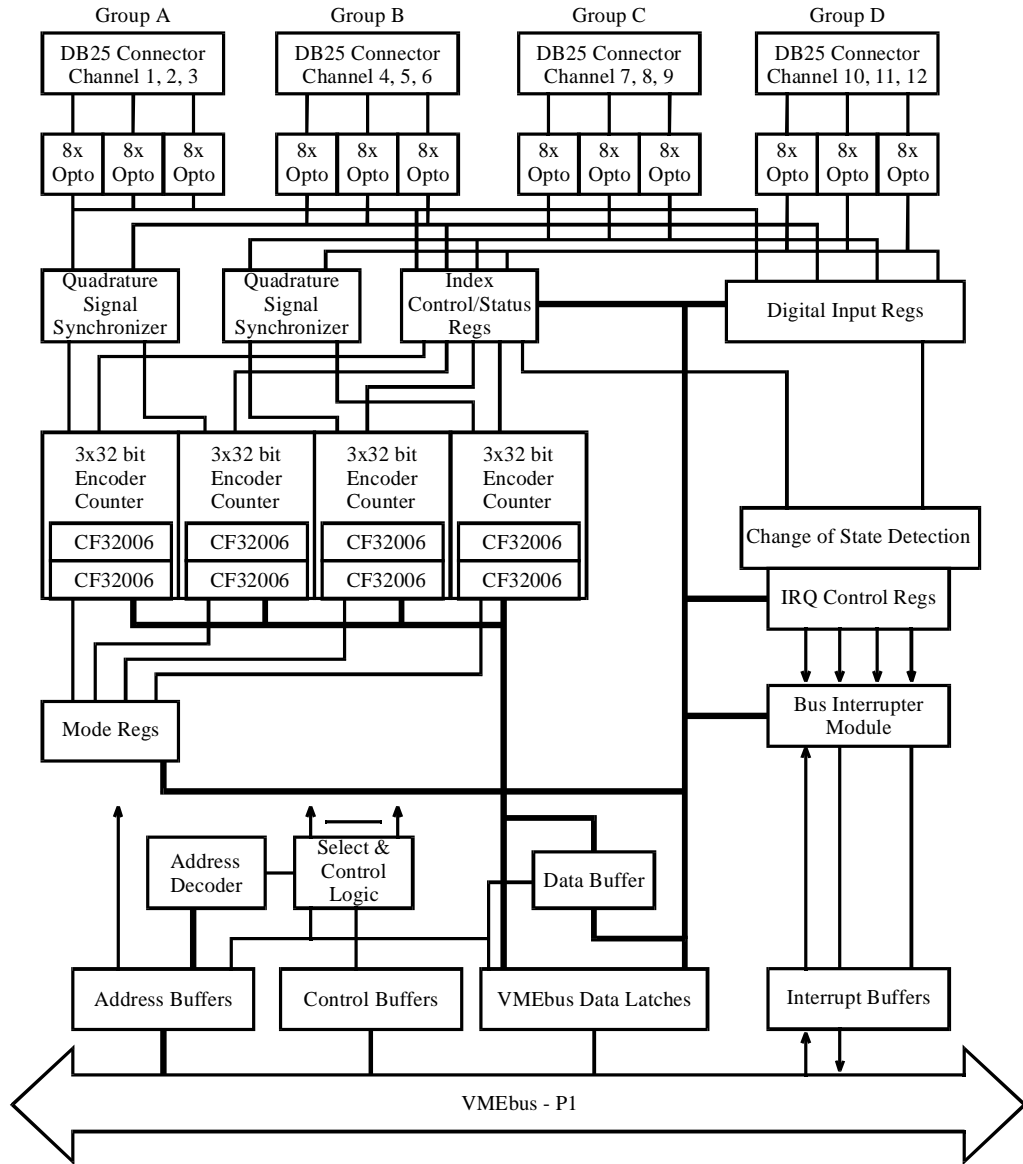 Group A
Group B
Group C
Group D
DB25 Connector
Channel 1, 2, 3
DB25 Connector
Channel 4, 5, 6
DB25 Connector
Channel 7, 8, 9
DB25 Connector
Channel 10, 11, 12
8x
Opto
8x
Opto
8x
Opto
8x
Opto
8x
Opto
8x
Opto
8x
Opto
8x
Opto
8x
Opto
8x
Opto
8x
Opto
8x
Opto
Quadrature
Signal
Synchronizer
Quadrature
Signal
Synchronizer
Index
Control/Status
Regs
Digital Input Regs
3x32 bit
Encoder
Counter
3x32 bit
Encoder
Counter
3x32 bit
Encoder
Counter
3x32 bit
Encoder
Counter
CF32006
CF32006
CF32006
CF32006
CF32006
CF32006
CF32006
CF32006
Change of State Detection
IRQ Control Regs
Mode Regs
Bus Interrupter
Module
Address
Decoder
Select &
Control
Logic
Data Buffer
Address Buffers
Control Buffers
VMEbus Data Latches
Interrupt Buffers
VMEbus - P1